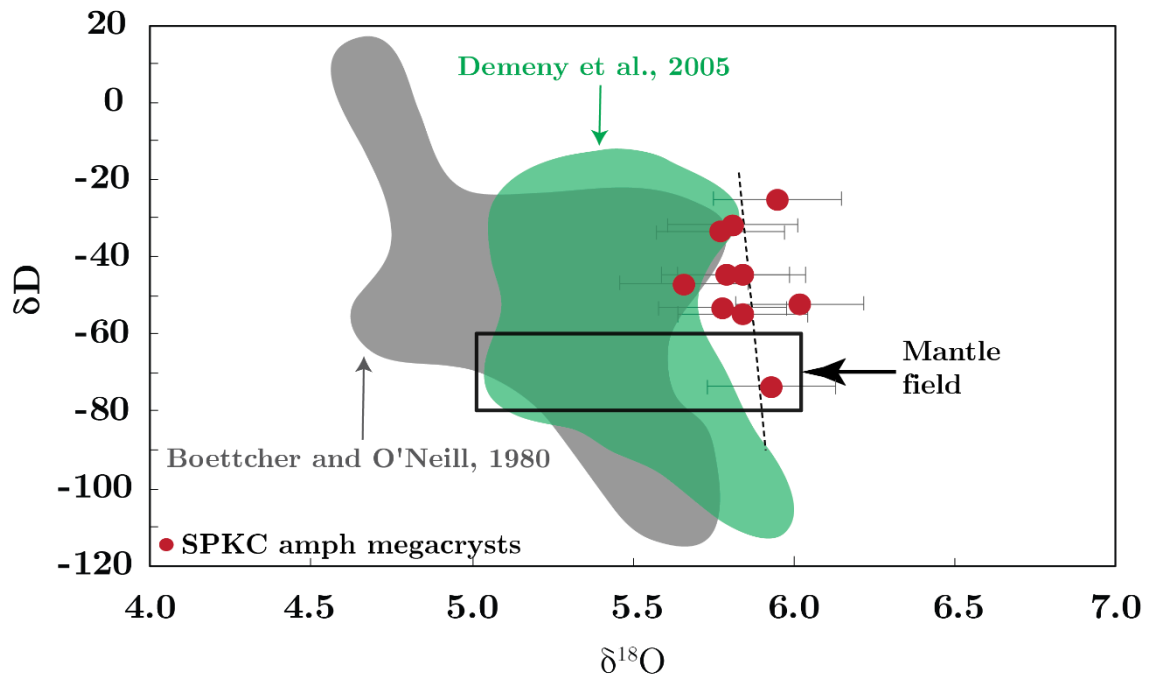 20
0
-20
-40
-60
-80
-100
-120
δD
Demeny et al., 2005
Mantle
field
Boettcher and O'Neill, 1980
SPKC amph megacrysts
4.0 4.5 5.0 5.5 6.0 6.5 7.0
δ¹⁸O